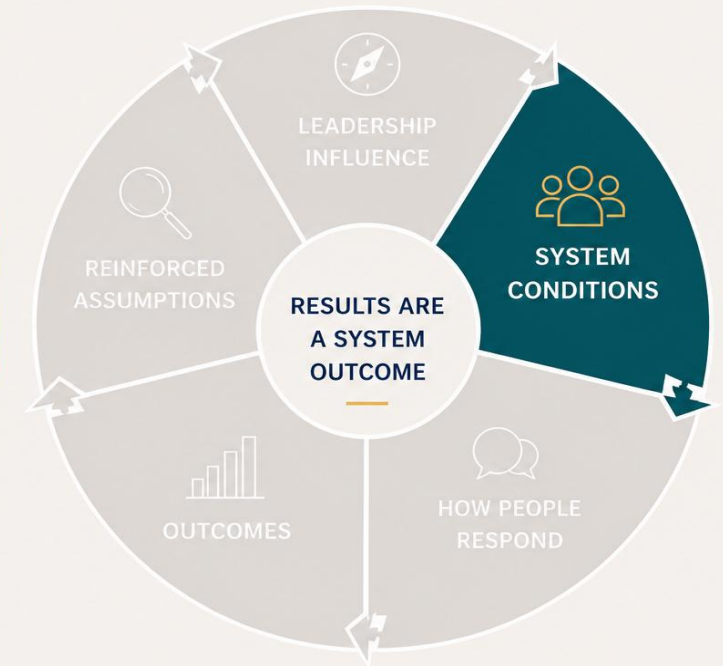 LEADERSHIP
INFLUENCE
SYSTEM
CONDITIONS
HOW PEOPLE
RESPOND
OUTCOMES
REINFORCED
ASSUMPTIONS
RESULTS ARE
A SYSTEM
OUTCOME